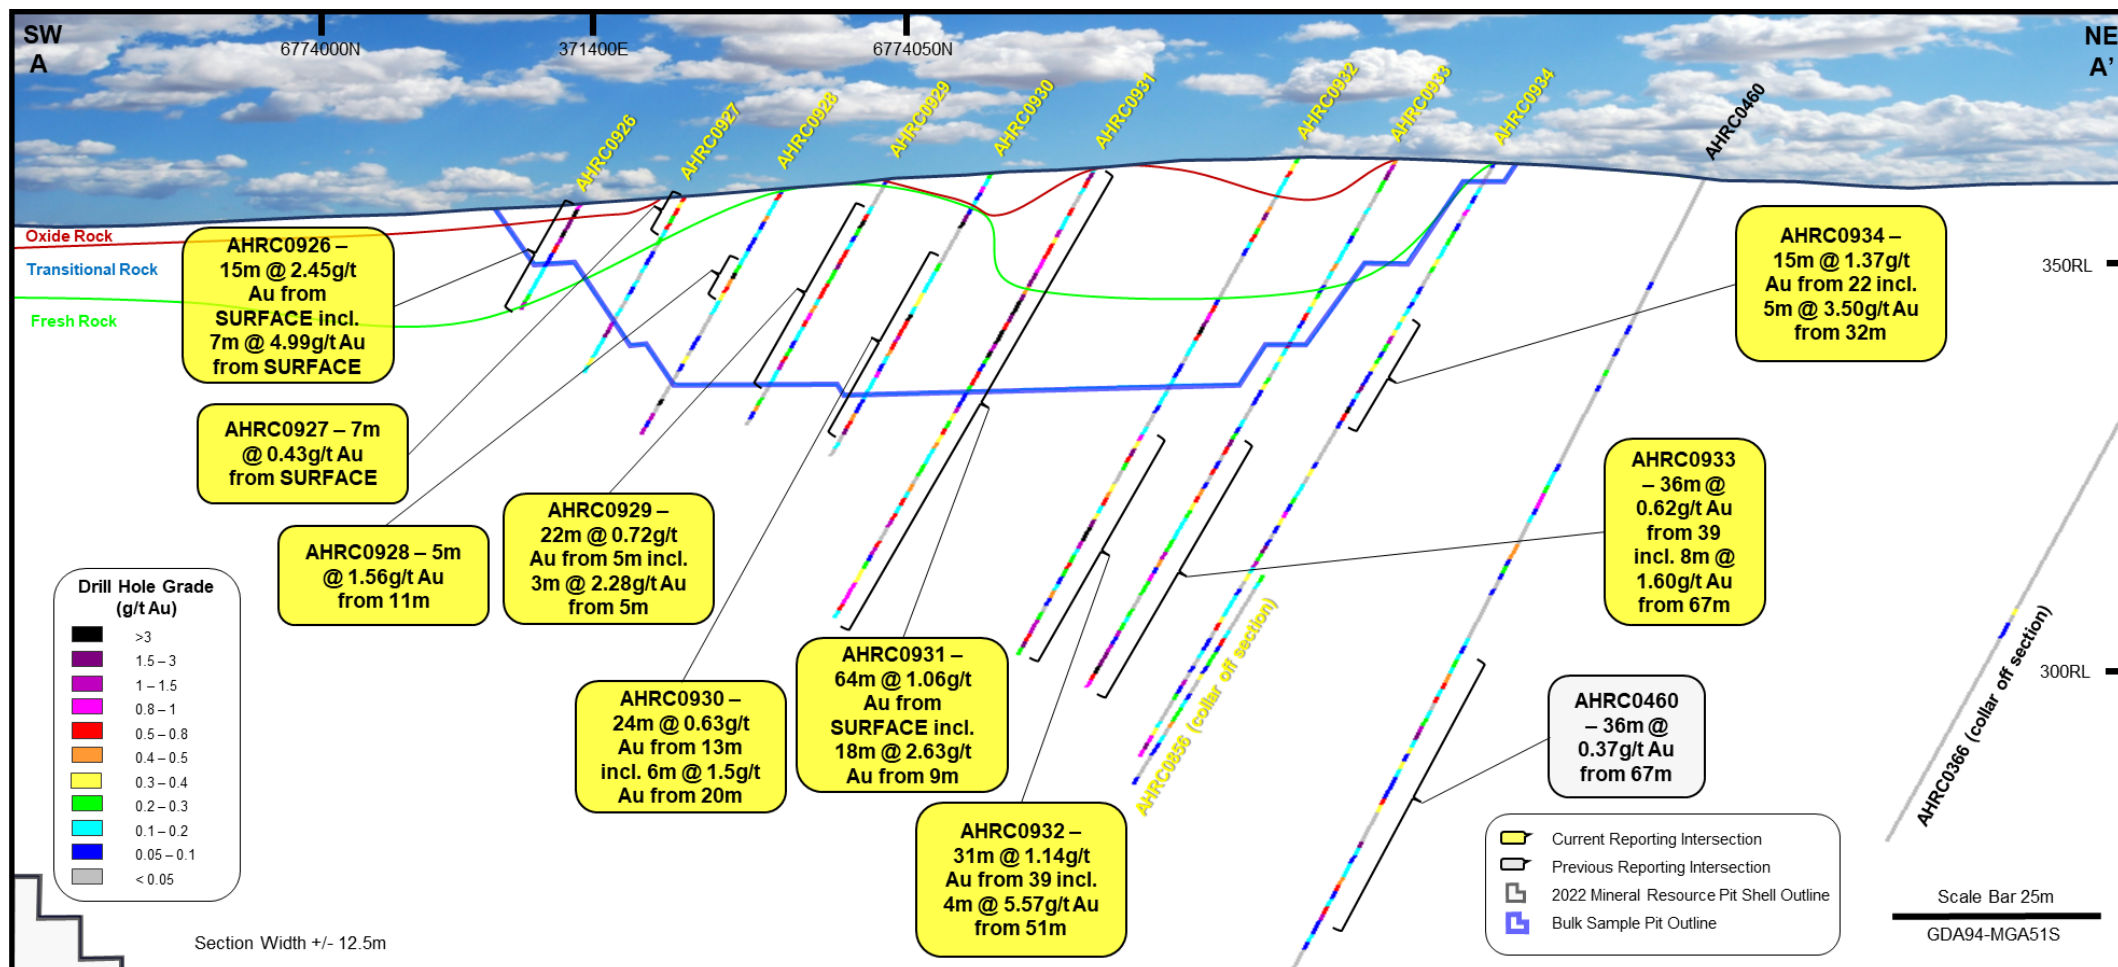 SW
A
NE
A’
6774000N
371400E
6774050N
AHRC0926
AHRC0927
AHRC0928
AHRC0929
AHRC0930
AHRC0931
AHRC0932
AHRC0933
AHRC0934
AHRC0460
Oxide Rock
Transitional Rock
Fresh Rock
350RL
300RL
AHRC0926 –
15m @ 2.45g/t
Au from
SURFACE incl.
7m @ 4.99g/t Au
from SURFACE
AHRC0927 – 7m
@ 0.43g/t Au
from SURFACE
AHRC0928 – 5m
@ 1.56g/t Au
from 11m
AHRC0929 –
22m @ 0.72g/t
Au from 5m incl.
3m @ 2.28g/t Au
from 5m
AHRC0930 –
24m @ 0.63g/t
Au from 13m
incl. 6m @ 1.5g/t
Au from 20m
AHRC0931 –
64m @ 1.06g/t
Au from
SURFACE incl.
18m @ 2.63g/t
Au from 9m
AHRC0932 –
31m @ 1.14g/t
Au from 39 incl.
4m @ 5.57g/t Au
from 51m
AHRC0934 –
15m @ 1.37g/t
Au from 22 incl.
5m @ 3.50g/t Au
from 32m
AHRC0933
– 36m @
0.62g/t Au
from 39
incl. 8m @
1.60g/t Au
from 67m
AHRC0460
– 36m @
0.37g/t Au
from 67m
AHRC0856 (collar off section)
AHRC0366 (collar off section)
Drill Hole Grade
(g/t Au)
>3
1.5 – 3
1 – 1.5
0.8 – 1
0.5 – 0.8
0.4 – 0.5
0.3 – 0.4
0.2 – 0.3
0.1 – 0.2
0.05 – 0.1
< 0.05
Section Width +/- 12.5m
Current Reporting Intersection
Previous Reporting Intersection
2022 Mineral Resource Pit Shell Outline
Bulk Sample Pit Outline
Scale Bar 25m
GDA94-MGA51S